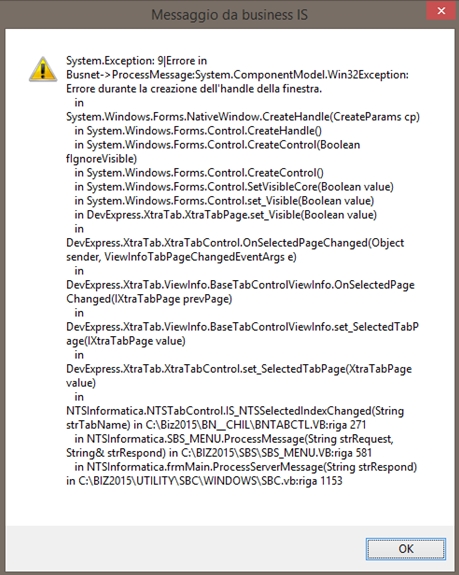 Messaggio da business IS
System.Exception: 9|Errore in
Busnet->ProcessMessage:System.ComponentModel.Win32Exception:
Errore durante la creazione dell'handle della finestra.
in
System.Windows.Forms.NativeWindow.CreateHandle(CreateParams cp)
in System.Windows.Forms.Control.CreateHandle()
in System.Windows.Forms.Control.CreateControl(Boolean
fIgnoreVisible)
in System.Windows.Forms.Control.CreateControl()
in System.Windows.Forms.Control.SetVisibleCore(Boolean value)
in System.Windows.Forms.Control.set_Visible(Boolean value)
in DevExpress.XtraTab.XtraTabPage.set_Visible(Boolean value)
in
DevExpress.XtraTab.XtraTabControl.OnSelectedPageChanged(Object
sender, ViewInfoTabPageChangedEventArgs e)
in
DevExpress.XtraTab.ViewInfo.BaseTabControlViewInfo.OnSelectedPage
Changed(IXtraTabPage prevPage)
in
DevExpress.XtraTab.ViewInfo.BaseTabControlViewInfo.set_SelectedTabP
age(IXtraTabPage value)
in
DevExpress.XtraTab.XtraTabControl.set_SelectedTabPage(XtraTabPage
value)
in
NTSInformatica.NTSTabControl.IS_NTSSelectedIndexChanged(String
strTabName) in C:\Biz2015\BN__CHIL\BNTABCTL.VB:riga 271
in NTSInformatica.SBS_MENU.ProcessMessage(String strRequest,
String& strRespond) in C:\BIZ2015\SBS\SBS_MENU.VB:riga 581
in NTSInformatica.frmMain.ProcessServerMessage(String strRespond)
in C:\BIZ2015\UTILITY\SBC\WINDOWS\SBC.vb:riga 1153
OK